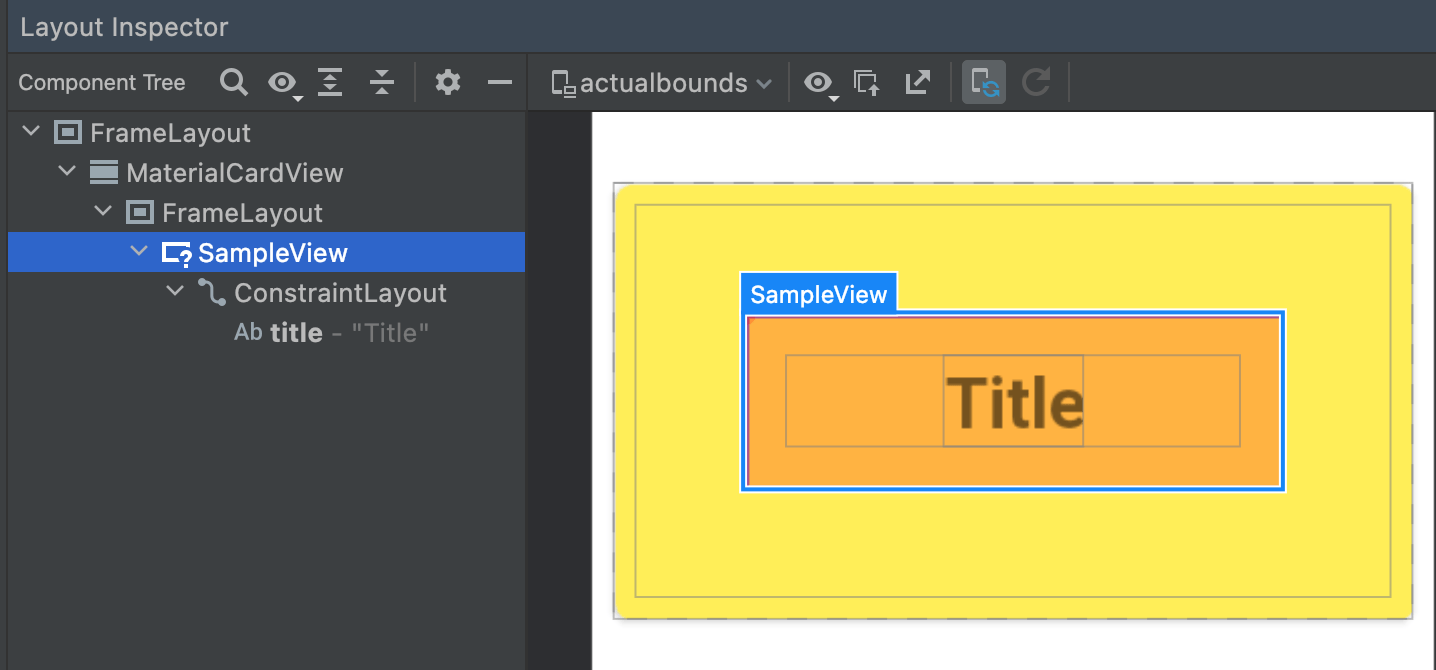 Layout Inspector
Component Tree
actualbounds
FrameLayout
MaterialCardView
FrameLayout
SampleView
ConstraintLayout
Ab title - "Title"
SampleView
Title